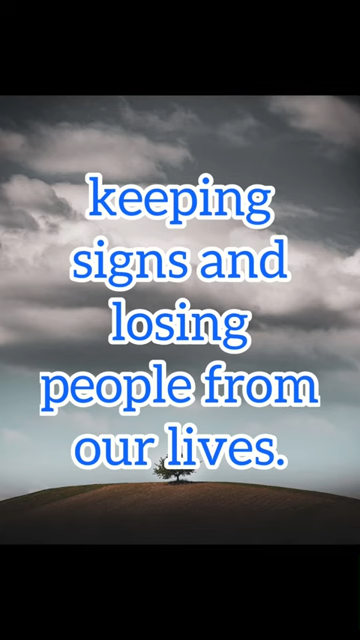 keeping
signs and
losing
people from
our lives.